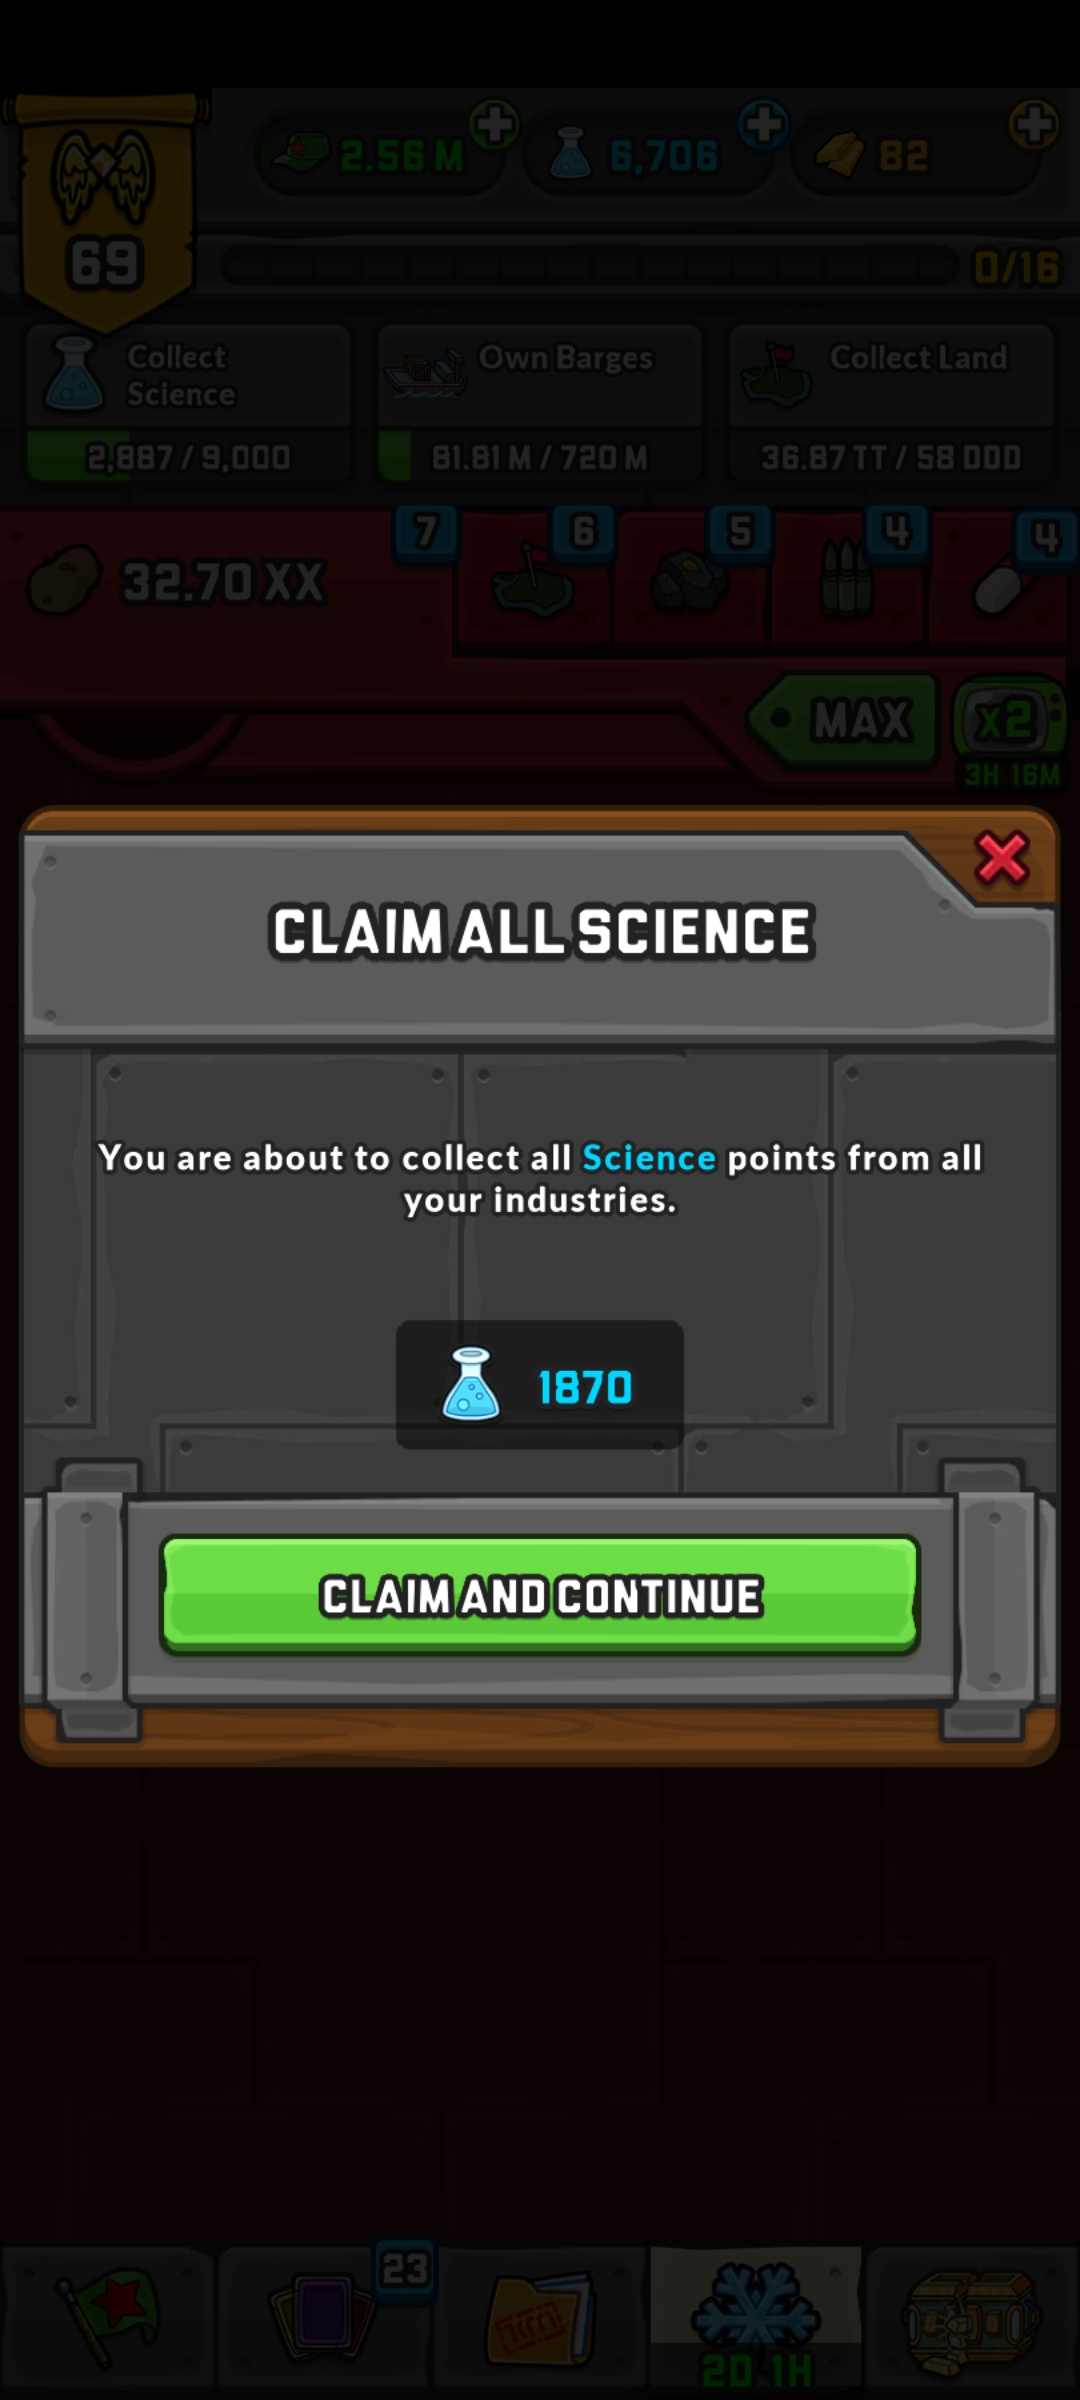 2.56 M
6,706
82
69
0/16
Collect
Science
2,887 / 9,000
Own Barges
81.81 M / 720 M
Collect Land
36.87 TT / 58 DDD
32.70 XX
7
6
5
4
4
MAX
x2
3H 16M
CLAIM ALL SCIENCE
You are about to collect all Science points from all
your industries.
1870
CLAIM AND CONTINUE
23
2D 1H